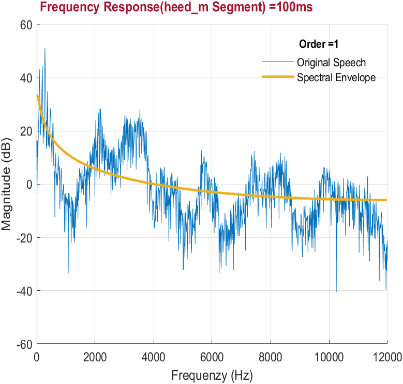 Frequency Response(heed_m Segment) =100ms
Order =1
Original Speech
Spectral Envelope
Magnitude (dB)
60
40
20
0
-20
-40
-60
0 2000 4000 6000 8000 10000 12000
Frequenzy (Hz)